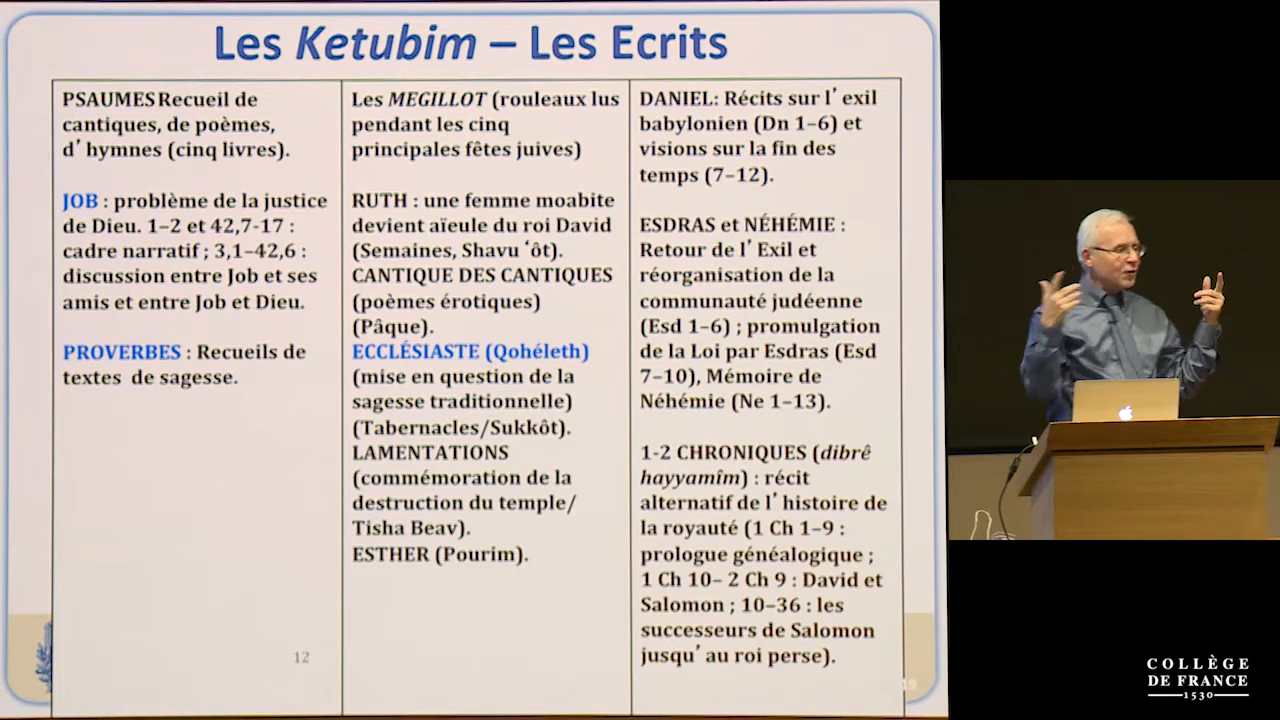 Les Ketubim – Les Ecrits
PSAUMES Recueil de
cantiques, de poèmes,
d’ hymnes (cinq livres).
JOB : problème de la justice
de Dieu. 1–2 et 42,7-17 :
cadre narratif ; 3,1–42,6 :
discussion entre Job et ses
amis et entre Job et Dieu.
PROVERBES : Recueils de
textes de sagesse.
12
Les MEGILLOT (rouleaux lus
pendant les cinq
principales fêtes juives)
RUTH : une femme moabite
devient aïeule du roi David
(Semaines, Shavu ‘ôt).
CANTIQUE DES CANTIQUES
(poèmes érotiques)
(Pâque).
ECCLÉSIASTE (Qohéleth)
(mise en question de la
sagesse traditionnelle)
(Tabernacles/Sukkôt).
LAMENTATIONS
(commémoration de la
destruction du temple/
Tisha Beav).
ESTHER (Pourim).
DANIEL: Récits sur l’ exil
babylonien (Dn 1–6) et
visions sur la fin des
temps (7–12).
ESDRAS et NÉHÉMIE :
Retour de l’ Exil et
réorganisation de la
communauté judéenne
(Esd 1–6) ; promulgation
de la Loi par Esdras (Esd
7–10), Mémoire de
Néhémie (Ne 1–13).
1-2 CHRONIQUES (dibrê
hayyamîm) : récit
alternatif de l’ histoire de
la royauté (1 Ch 1–9 :
prologue généalogique ;
1 Ch 10– 2 Ch 9 : David et
Salomon ; 10–36 : les
successeurs de Salomon
jusqu’ au roi perse).
COLLÈGE
DE FRANCE
1530